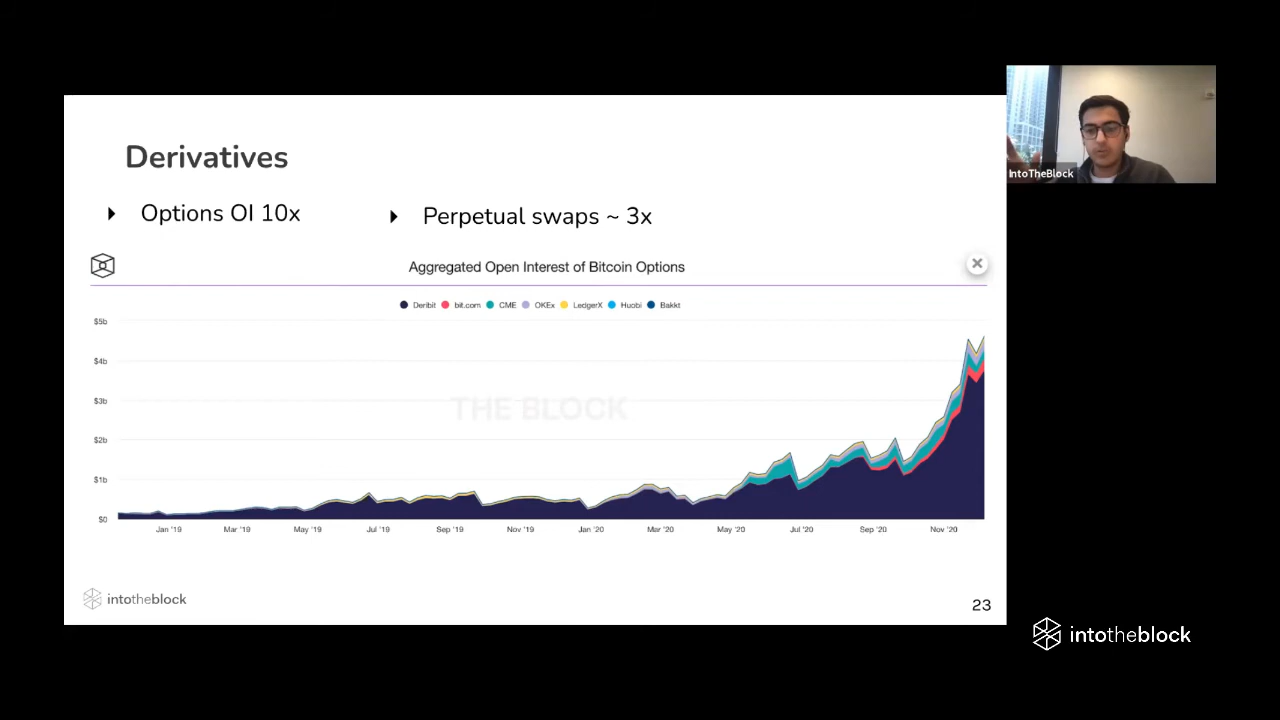 Derivatives
Options OI 10x
Perpetual swaps ~ 3x
Aggregated Open Interest of Bitcoin Options
Deribit bit.com CME OKEx LedgerX Huobi Bakkt
$5b
$4b
$3b
$2b
$1b
$0
THE BLOCK
Jan '19 Mar '19 May '19 Jul '19 Sep '19 Nov '19 Jan '20 Mar '20 May '20 Jul '20 Sep '20 Nov '20
intotheblock
23
IntoTheBlock
intotheblock